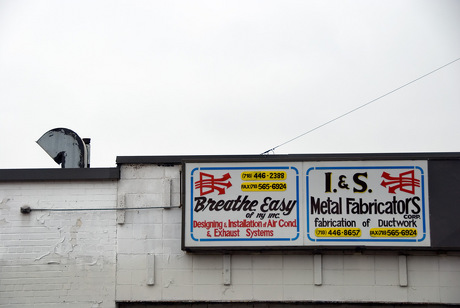 (718) 446-2388
FAX(718) 565-6924
Breathe Easy
of ny inc.
Designing & Installation of Air Cond
& Exhaust Systems
I. & S.
Metal Fabricators
CORP.
fabrication of Ductwork
(718) 446-8657 FAX(718) 565-6924